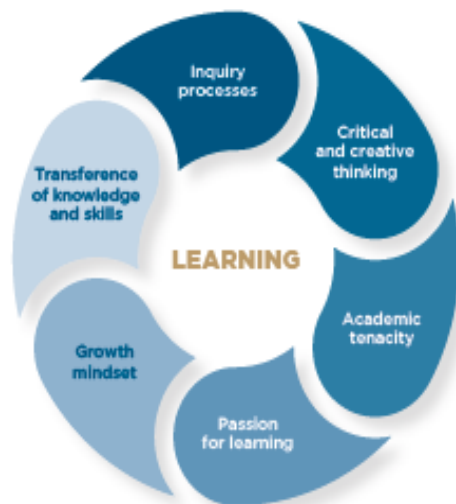 Inquiry
processes
Critical
and creative
thinking
Academic
tenacity
Passion
for learning
Growth
mindset
Transference
of knowledge
and skills
LEARNING